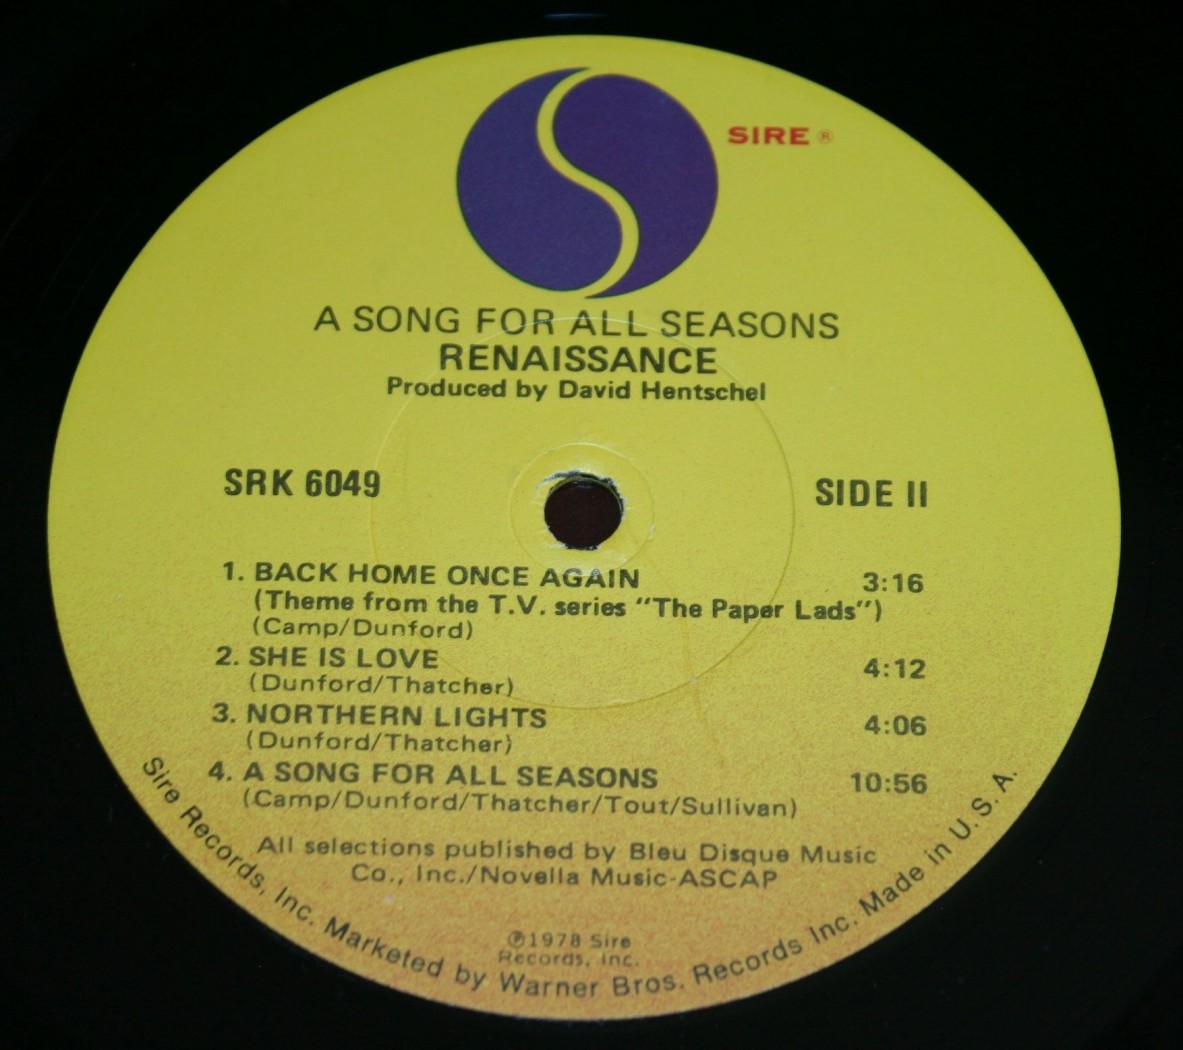 SIRE ®
A SONG FOR ALL SEASONS
RENAISSANCE
Produced by David Hentschel
SRK 6049
SIDE II
1. BACK HOME ONCE AGAIN 3:16
(Theme from the T.V. series "The Paper Lads")
(Camp/Dunford)
2. SHE IS LOVE 4:12
(Dunford/Thatcher)
3. NORTHERN LIGHTS 4:06
(Dunford/Thatcher)
4. A SONG FOR ALL SEASONS 10:56
(Camp/Dunford/Thatcher/Tout/Sullivan)
All selections published by Bleu Disque Music
Co., Inc./Novella Music-ASCAP
℗1978 Sire
Records, Inc.
Sire Records, Inc. Marketed by Warner Bros. Records Inc. Made in U. S. A.